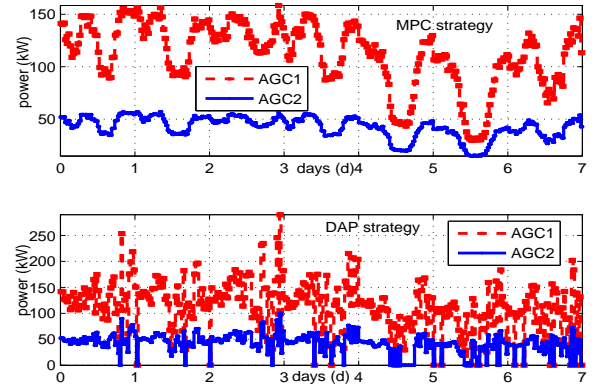 MPC strategy
power (kW)
150
100
50
AGC1
AGC2
0 1 2 3 days (d) 4 5 6 7
DAP strategy
power (kW)
250
200
150
100
50
0
AGC1
AGC2
0 1 2 3 days (d) 4 5 6 7